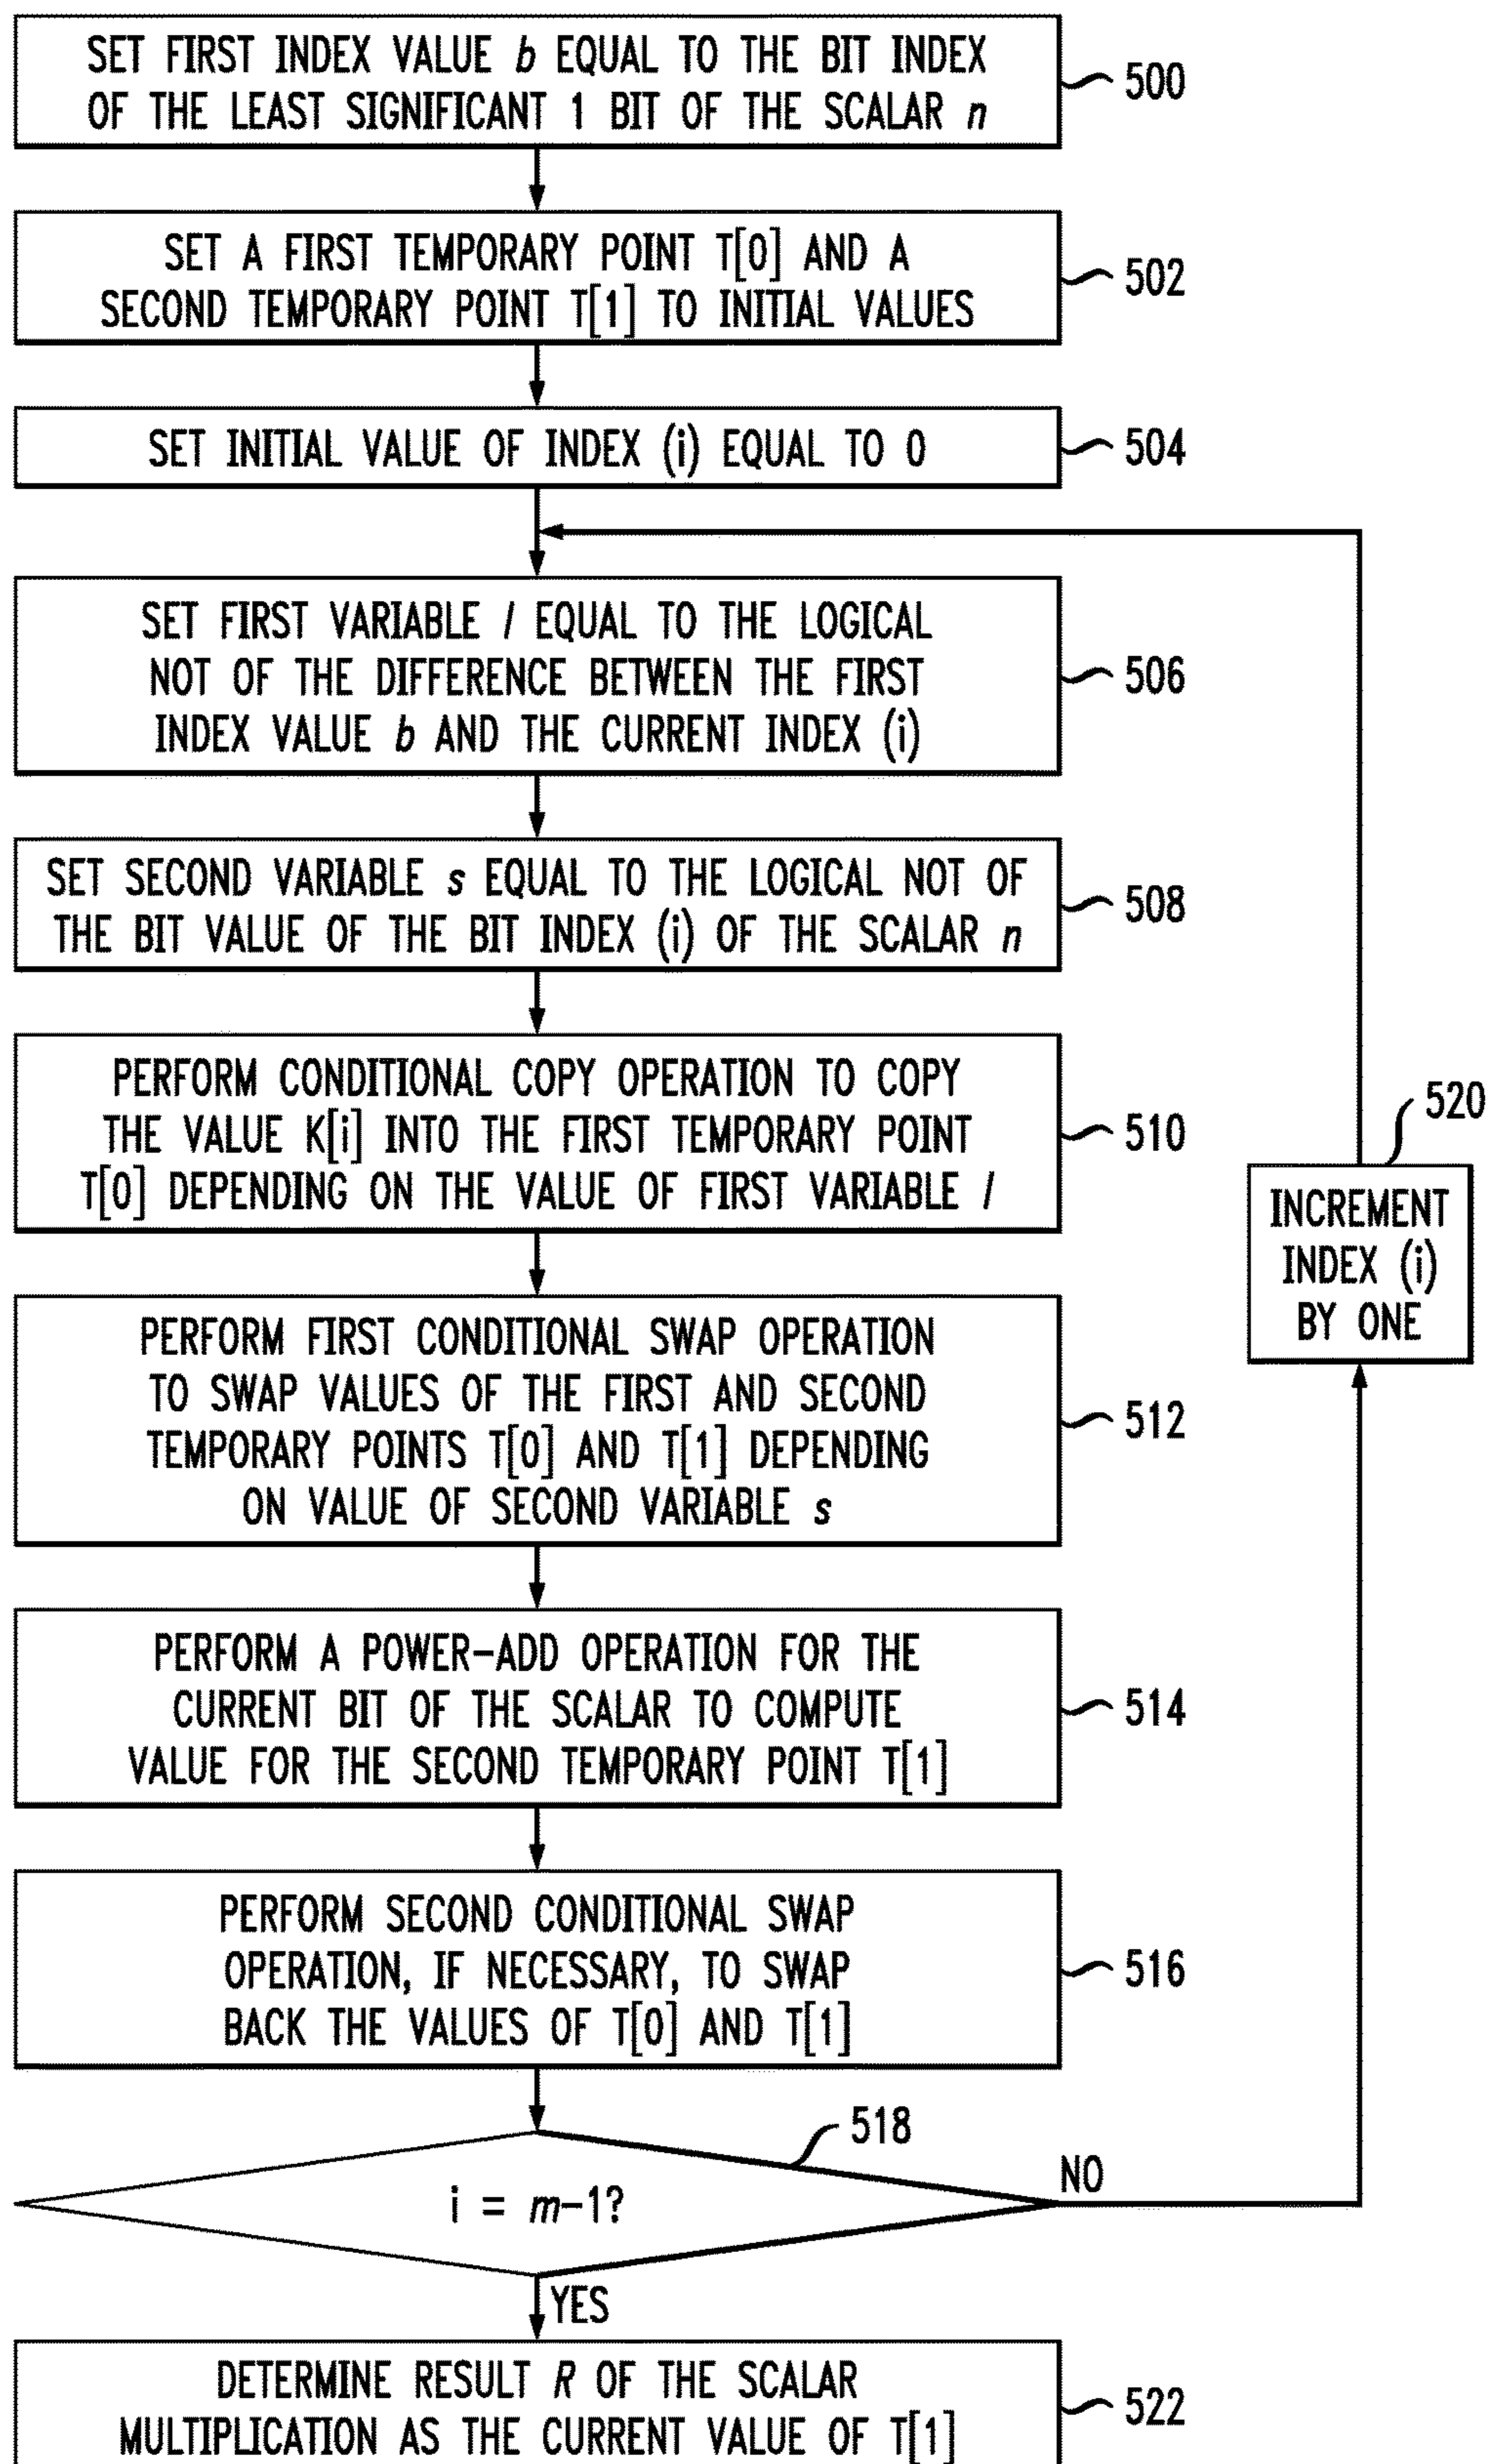 SET FIRST INDEX VALUE b EQUAL TO THE BIT INDEX
OF THE LEAST SIGNIFICANT 1 BIT OF THE SCALAR n
500
SET A FIRST TEMPORARY POINT T[0] AND A
SECOND TEMPORARY POINT T[1] TO INITIAL VALUES
502
SET INITIAL VALUE OF INDEX (i) EQUAL TO 0
504
SET FIRST VARIABLE l EQUAL TO THE LOGICAL
NOT OF THE DIFFERENCE BETWEEN THE FIRST
INDEX VALUE b AND THE CURRENT INDEX (i)
506
SET SECOND VARIABLE s EQUAL TO THE LOGICAL NOT OF
THE BIT VALUE OF THE BIT INDEX (i) OF THE SCALAR n
508
PERFORM CONDITIONAL COPY OPERATION TO COPY
THE VALUE K[i] INTO THE FIRST TEMPORARY POINT
T[0] DEPENDING ON THE VALUE OF FIRST VARIABLE l
510
520
INCREMENT
INDEX (i)
BY ONE
PERFORM FIRST CONDITIONAL SWAP OPERATION
TO SWAP VALUES OF THE FIRST AND SECOND
TEMPORARY POINTS T[0] AND T[1] DEPENDING
ON VALUE OF SECOND VARIABLE s
512
PERFORM A POWER-ADD OPERATION FOR THE
CURRENT BIT OF THE SCALAR TO COMPUTE
VALUE FOR THE SECOND TEMPORARY POINT T[1]
514
PERFORM SECOND CONDITIONAL SWAP
OPERATION, IF NECESSARY, TO SWAP
BACK THE VALUES OF T[0] AND T[1]
516
518
i = m-1?
NO
YES
DETERMINE RESULT R OF THE SCALAR
MULTIPLICATION AS THE CURRENT VALUE OF T[1]
522